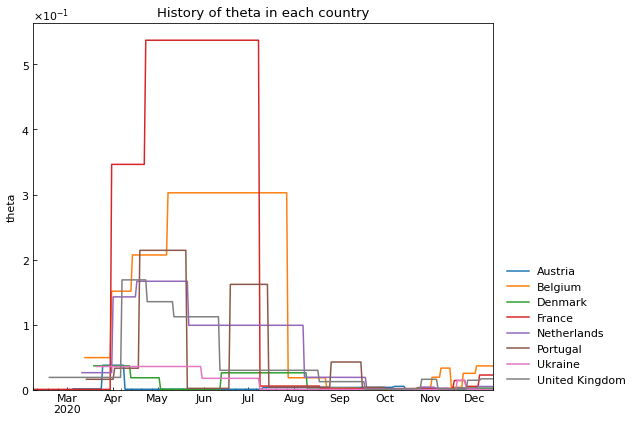 History of theta in each country
×10⁻¹
5
4
3
2
1
0
theta
Mar Apr May Jun Jul Aug Sep Oct Nov Dec
2020
Austria
Belgium
Denmark
France
Netherlands
Portugal
Ukraine
United Kingdom